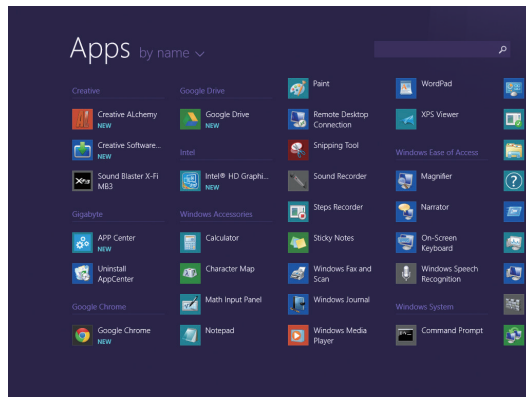 Apps by name
Creative
Creative ALchemy
NEW
Creative Software...
NEW
Sound Blaster X-Fi
MB3
Gigabyte
APP Center
NEW
Uninstall
AppCenter
Google Chrome
Google Chrome
NEW
Google Drive
Google Drive
NEW
Intel
Intel® HD Graphi...
NEW
Windows Accessories
Calculator
Character Map
Math Input Panel
Notepad
Paint
Remote Desktop
Connection
Snipping Tool
Sound Recorder
Steps Recorder
Sticky Notes
Windows Fax and
Scan
Windows Journal
Windows Media
Player
WordPad
XPS Viewer
Windows Ease of Access
Magnifier
Narrator
On-Screen
Keyboard
Windows Speech
Recognition
Windows System
Command Prompt